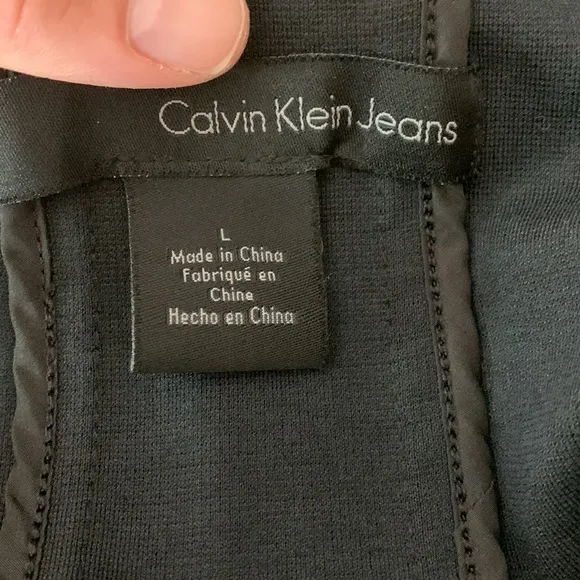 Calvin Klein Jeans
L
Made in China
Fabriqué en
Chine
Hecho en China